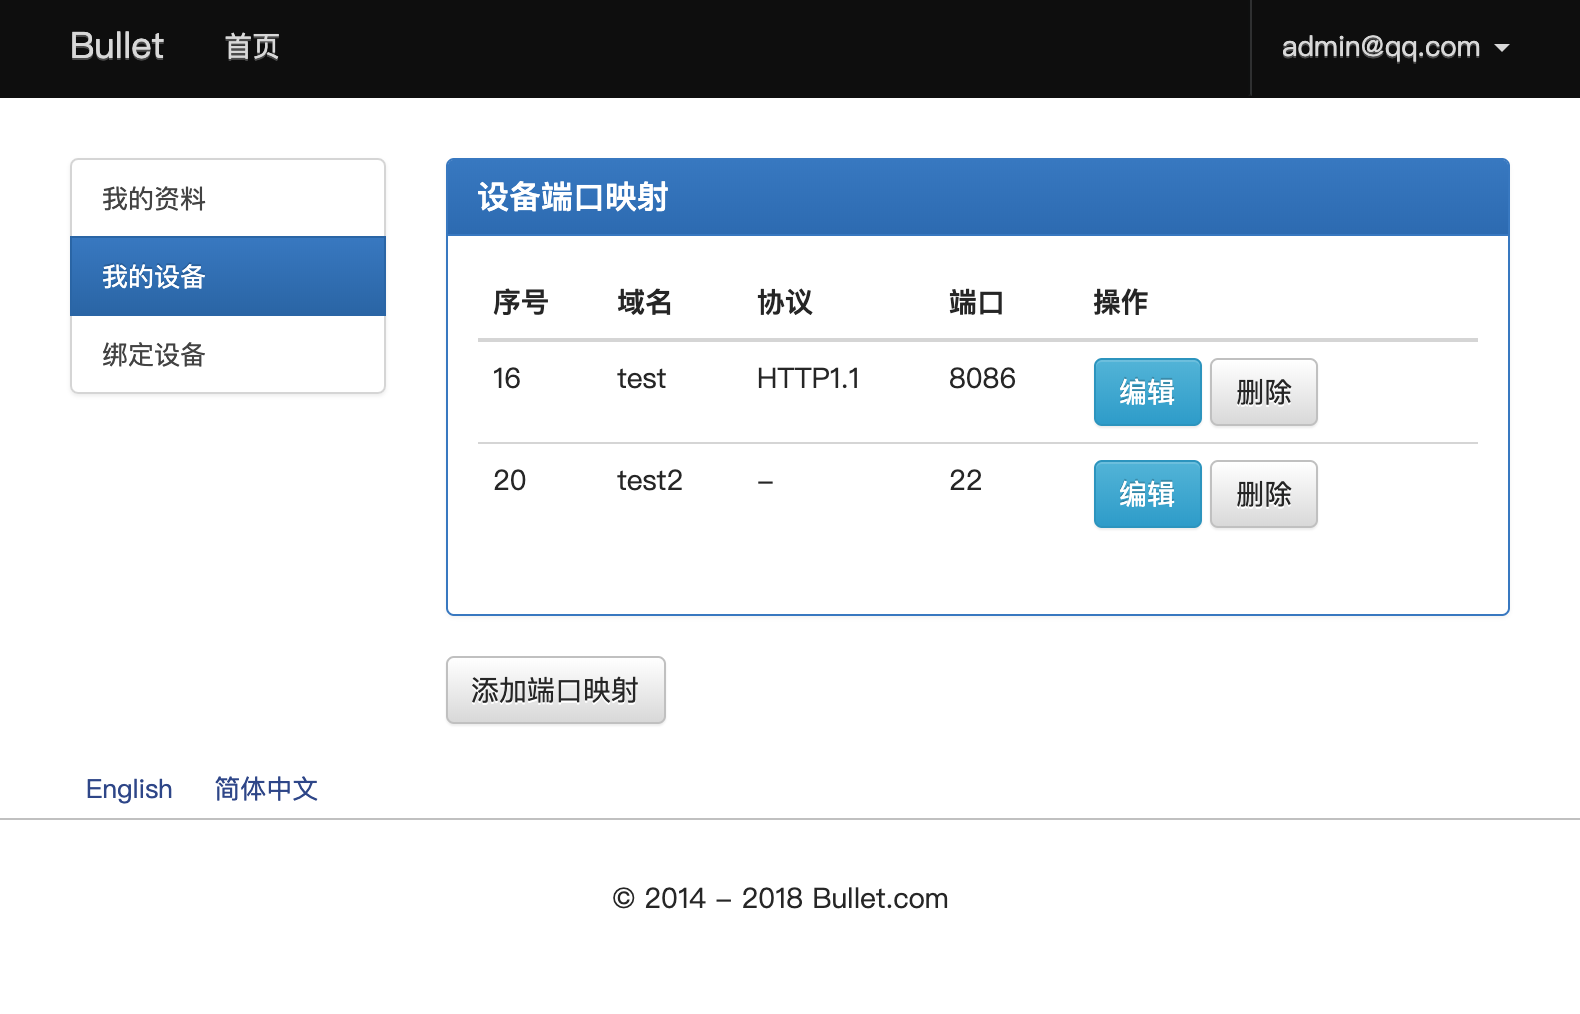 Bullet 首页 admin@qq.com
我的资料
我的设备
绑定设备
设备端口映射
序号 域名 协议 端口 操作
16 test HTTP1.1 8086 编辑 删除
20 test2 – 22 编辑 删除
添加端口映射
English 简体中文
© 2014 – 2018 Bullet.com